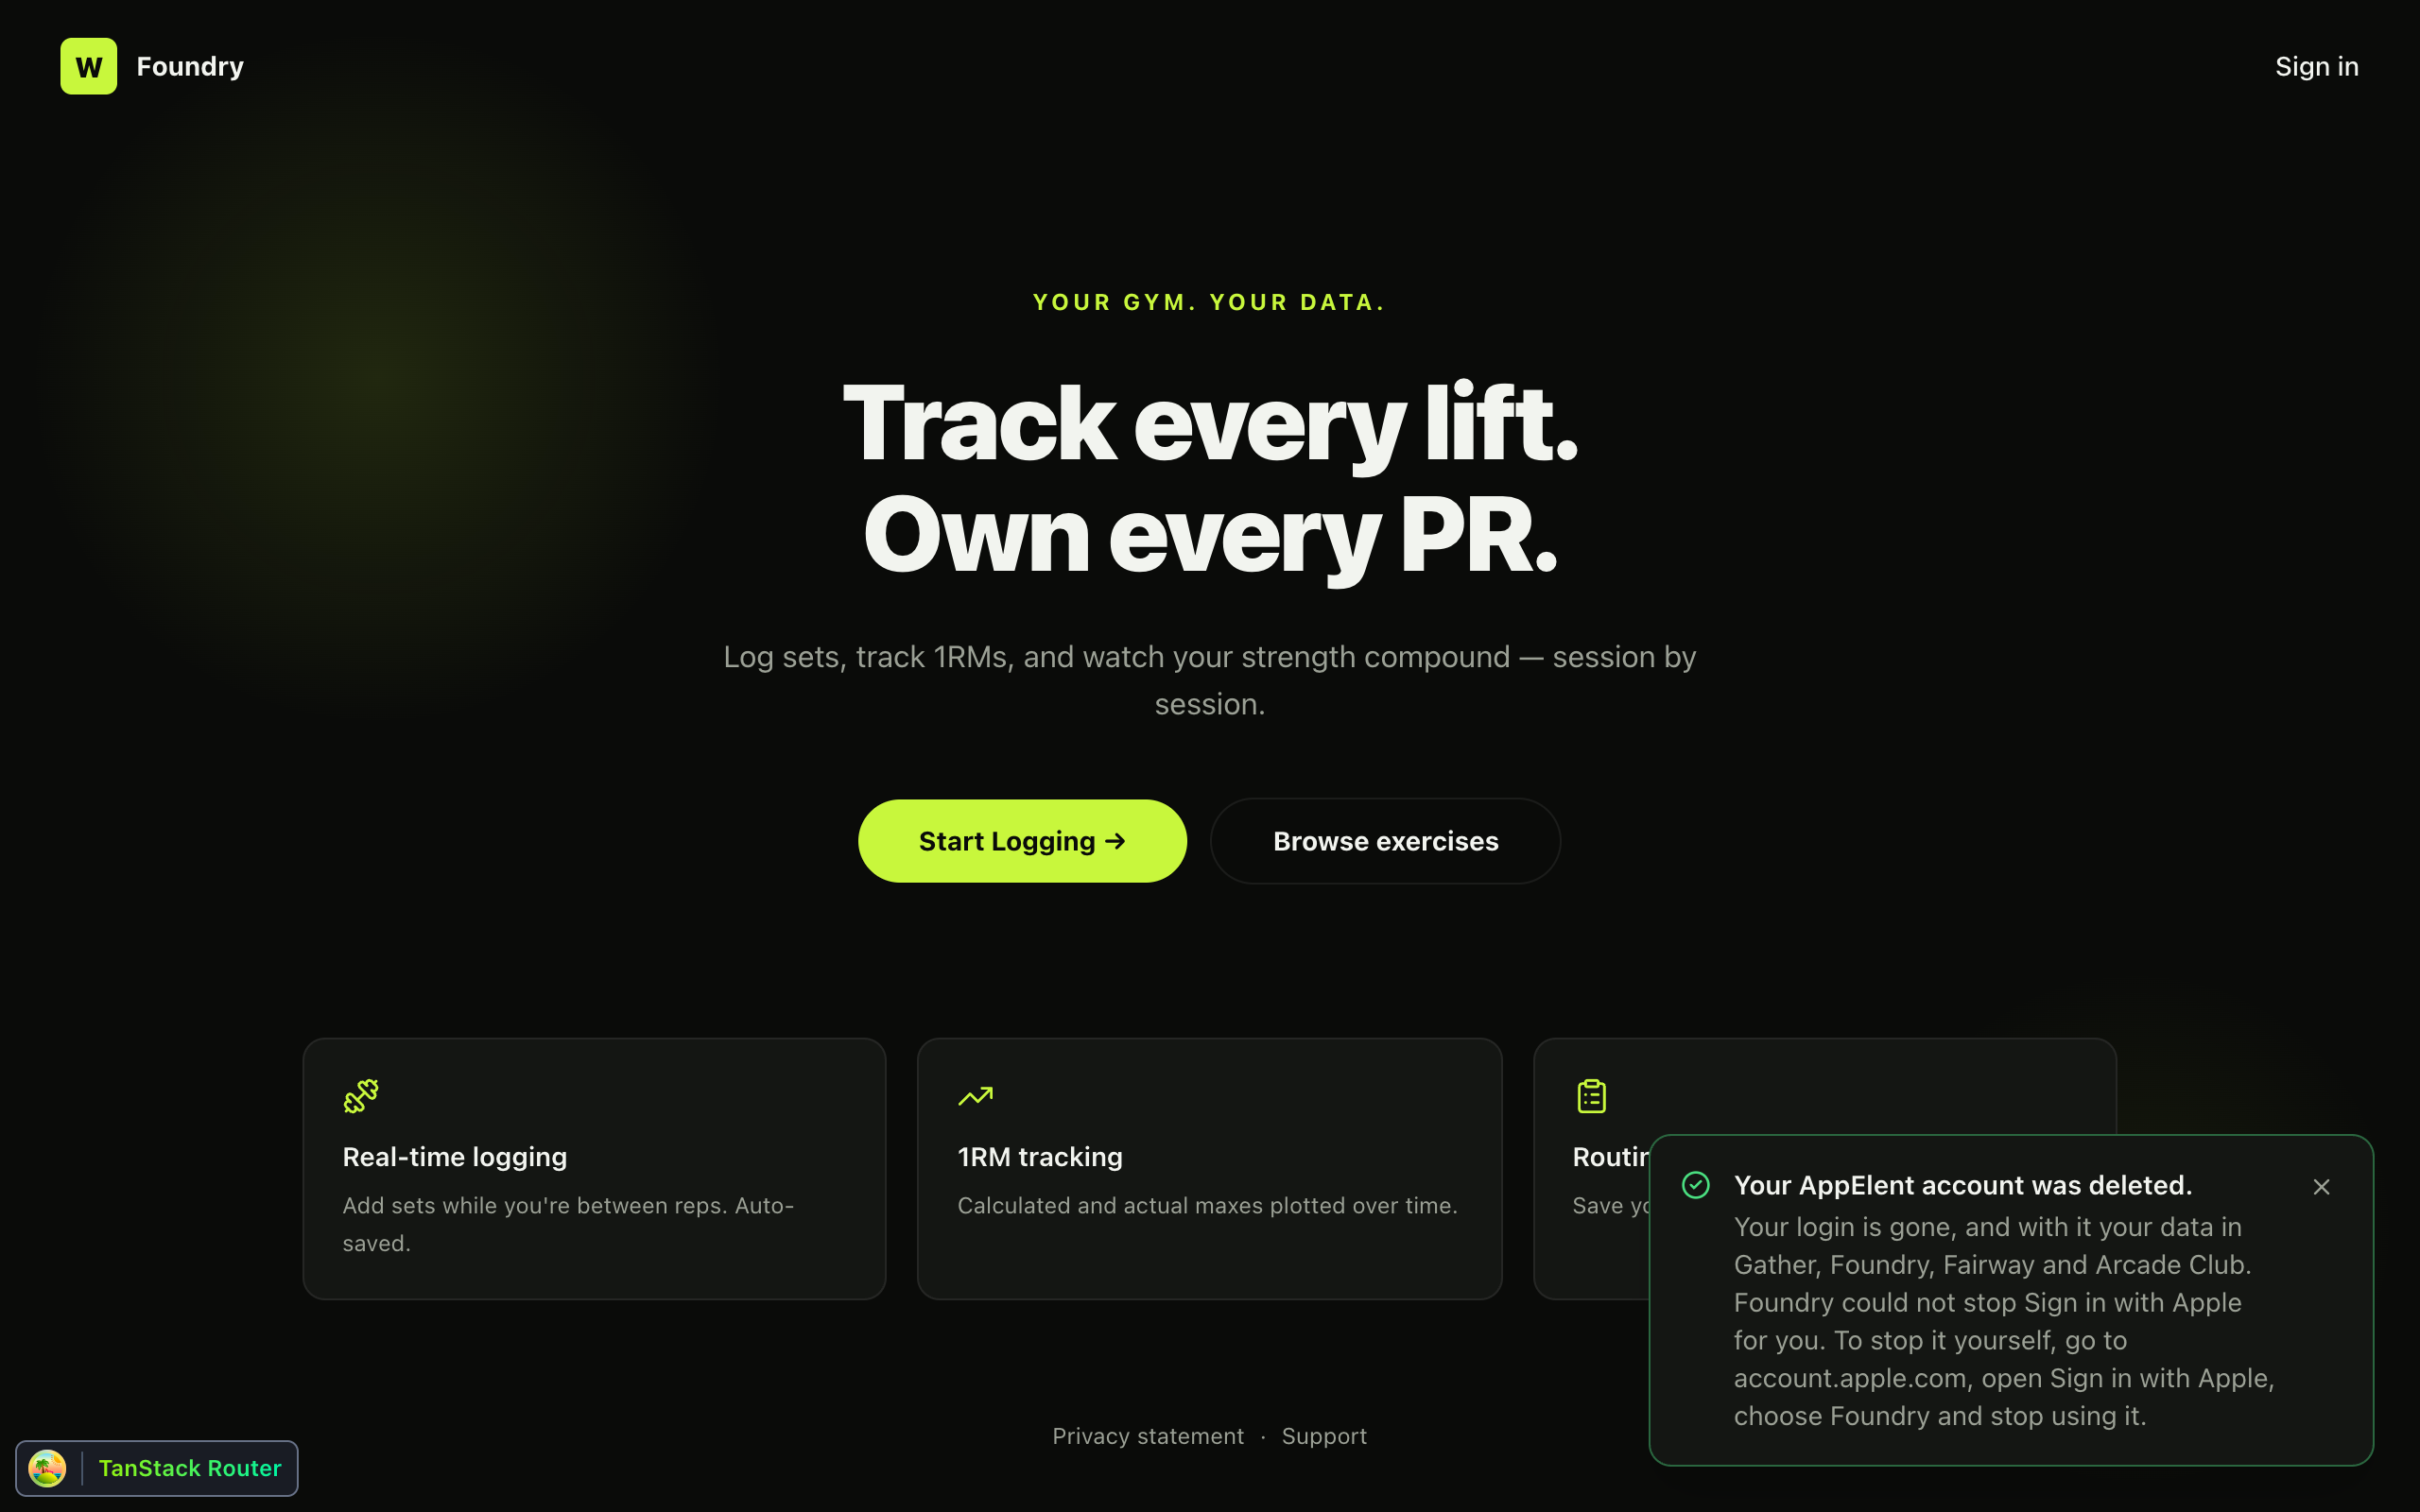 W Foundry
Sign in
YOUR GYM. YOUR DATA.
Track every lift.
Own every PR.
Log sets, track 1RMs, and watch your strength compound — session by
session.
Start Logging →
Browse exercises
Real-time logging
Add sets while you're between reps. Auto-
saved.
1RM tracking
Calculated and actual maxes plotted over time.
Save
Your AppElent account was deleted.
Your login is gone, and with it your data in
Gather, Foundry, Fairway and Arcade Club.
Foundry could not stop Sign in with Apple
for you. To stop it yourself, go to
account.apple.com, open Sign in with Apple,
choose Foundry and stop using it.
Privacy statement · Support
TanStack Router